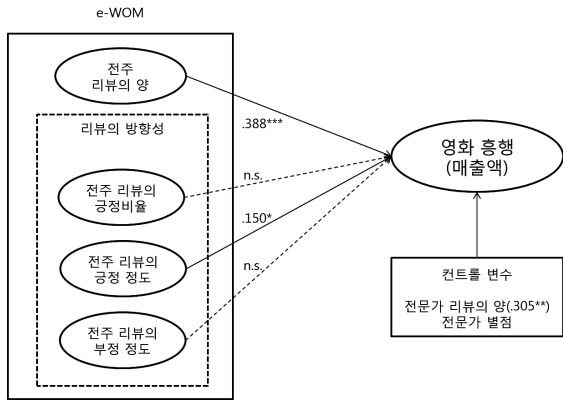 e-WOM
전주
리뷰의 양
리뷰의 방향성
전주 리뷰의
긍정비율
전주 리뷰의
긍정 정도
전주 리뷰의
부정 정도
.388***
n.s.
.150*
n.s.
영화 흥행
(매출액)
컨트롤 변수
전문가 리뷰의 양(.305**)
전문가 별점